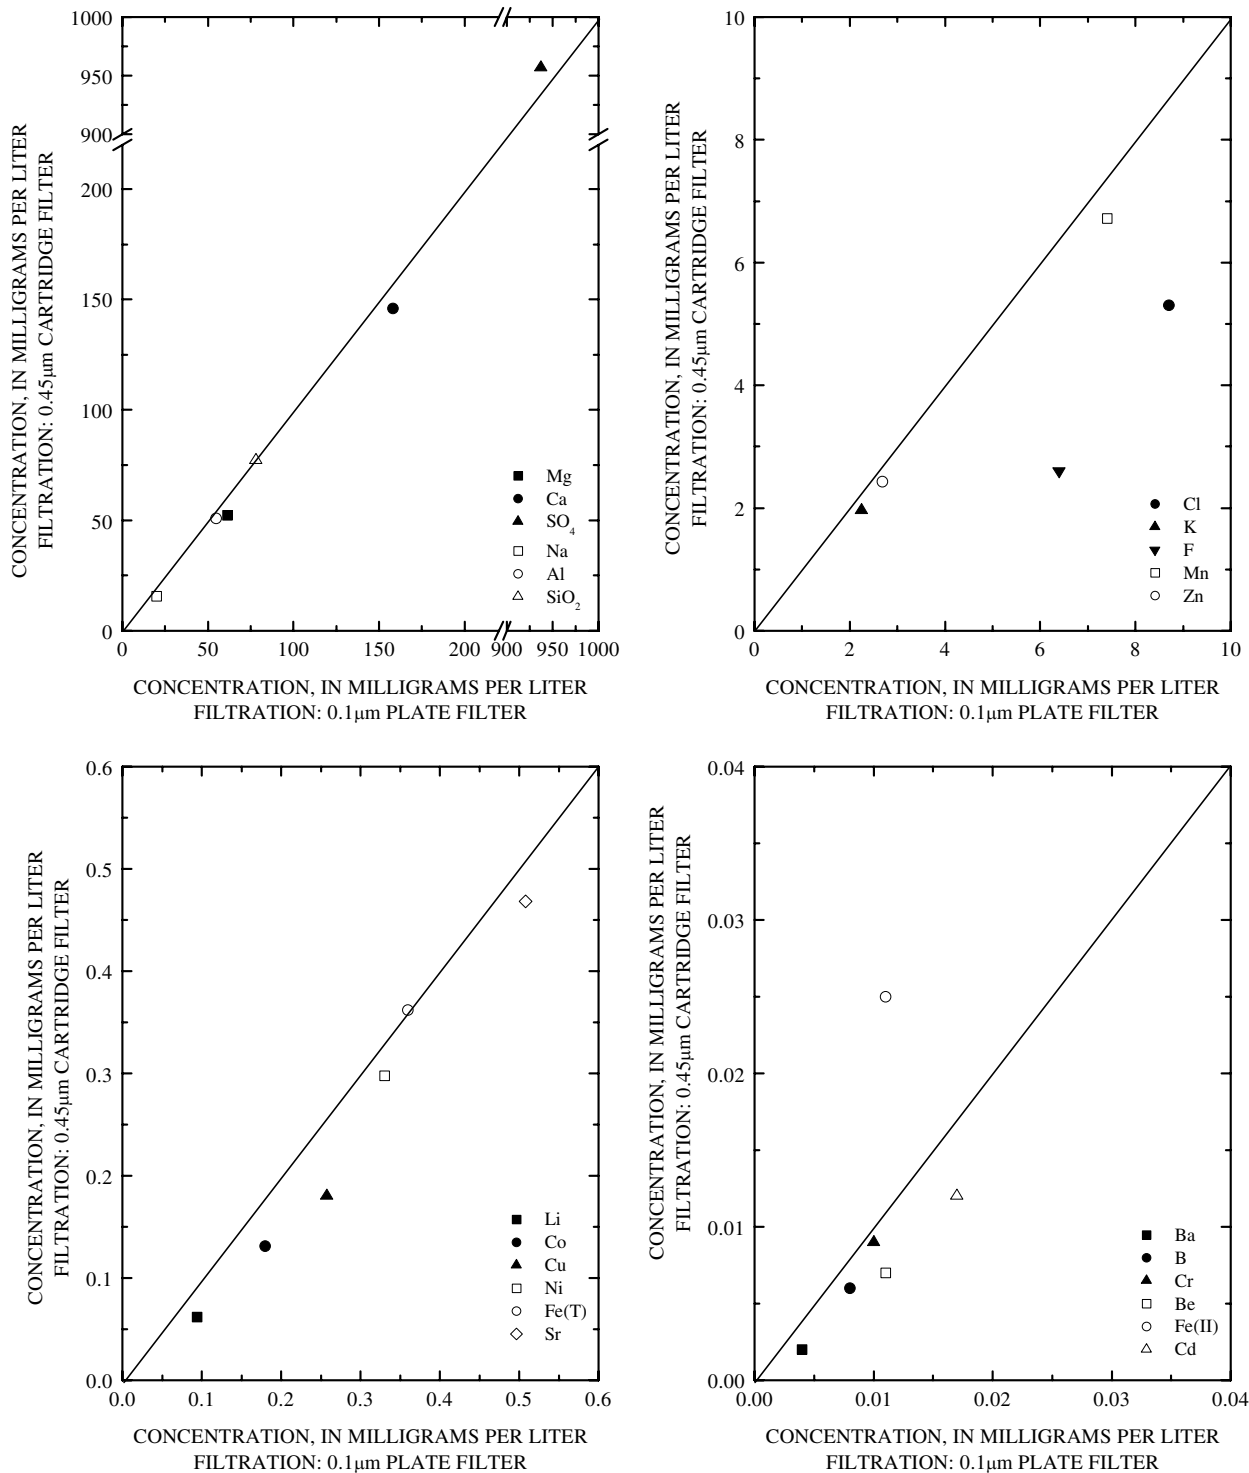 CONCENTRATION, IN MILLIGRAMS PER LITER
FILTRATION: 0.45µm CARTRIDGE FILTER
1000
950
900
200
150
100
50
0
Mg
Ca
SO4
Na
Al
SiO2
0 50 100 150 200 900 950 1000
CONCENTRATION, IN MILLIGRAMS PER LITER
FILTRATION: 0.1µm PLATE FILTER
CONCENTRATION, IN MILLIGRAMS PER LITER
FILTRATION: 0.45µm CARTRIDGE FILTER
10
8
6
4
2
0
Cl
K
F
Mn
Zn
0 2 4 6 8 10
CONCENTRATION, IN MILLIGRAMS PER LITER
FILTRATION: 0.1µm PLATE FILTER
CONCENTRATION, IN MILLIGRAMS PER LITER
FILTRATION: 0.45µm CARTRIDGE FILTER
0.6
0.5
0.4
0.3
0.2
0.1
0.0
Li
Co
Cu
Ni
Fe(T)
Sr
0.0 0.1 0.2 0.3 0.4 0.5 0.6
CONCENTRATION, IN MILLIGRAMS PER LITER
FILTRATION: 0.1µm PLATE FILTER
CONCENTRATION, IN MILLIGRAMS PER LITER
FILTRATION: 0.45µm CARTRIDGE FILTER
0.04
0.03
0.02
0.01
0.00
Ba
B
Cr
Be
Fe(II)
Cd
0.00 0.01 0.02 0.03 0.04
CONCENTRATION, IN MILLIGRAMS PER LITER
FILTRATION: 0.1µm PLATE FILTER